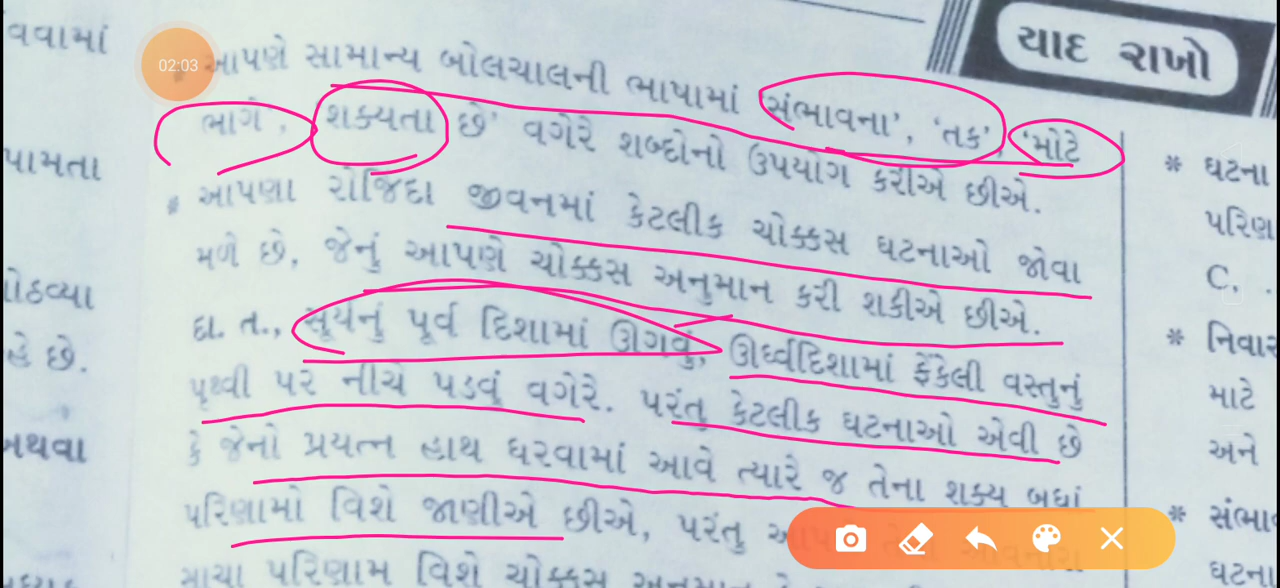 વવામાં
પામતા
ોઠવ્યા
હે છે.
અથવા
02:03
આપણે સામાન્ય બોલચાલની ભાષામાં સંભાવના', 'તક', 'મોટે
ભાગે, શક્યતા છે' વગેરે શબ્દોનો ઉપયોગ કરીએ છીએ.
* આપણા રોજિંદા જીવનમાં કેટલીક ચોક્કસ ઘટનાઓ જોવા
મળે છે, જેનું આપણે ચોક્કસ અનુમાન કરી શકીએ છીએ.
દા. ત., સૂર્યનું પૂર્વ દિશામાં ઊગવું, ઊર્ધ્વદિશામાં ફેંકેલી વસ્તુનું
પૃથ્વી પર નીચે પડવું વગેરે. પરંતુ કેટલીક ઘટનાઓ એવી છે
કે જેનો પ્રયત્ન હાથ ધરવામાં આવે ત્યારે જ તેના શક્ય બધાં
પરિણામો વિશે જાણીએ છીએ, પરંતુ
સાચા પરિણામ વિશે ચોક્કસ અનુમાન
યાદ રાખો
* ઘટના
પરિણ
C. .
* નિવાર
માટે
અને
* સંભાવ
ઘટના